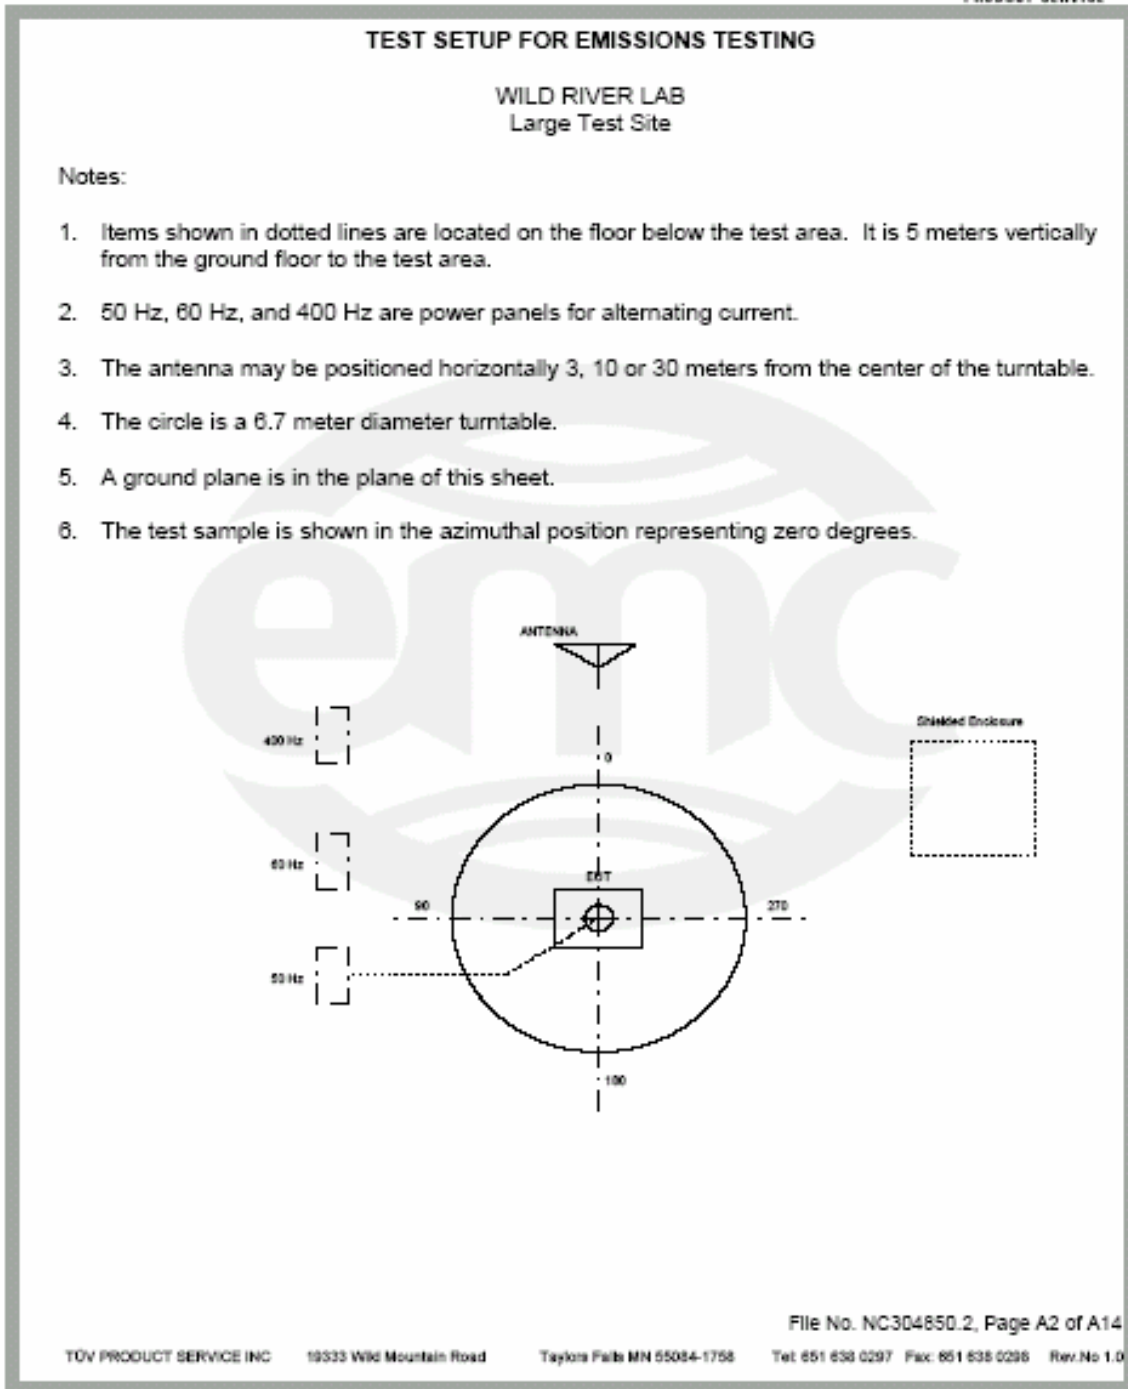 PRODUCT SERVICE
TEST SETUP FOR EMISSIONS TESTING
WILD RIVER LAB
Large Test Site
Notes:
1. Items shown in dotted lines are located on the floor below the test area. It is 5 meters vertically
from the ground floor to the test area.
2. 50 Hz, 60 Hz, and 400 Hz are power panels for alternating current.
3. The antenna may be positioned horizontally 3, 10 or 30 meters from the center of the turntable.
4. The circle is a 6.7 meter diameter turntable.
5. A ground plane is in the plane of this sheet.
6. The test sample is shown in the azimuthal position representing zero degrees.
emc
ANTENNA
Shielded Enclosure
400 Hz
0
60 Hz
EUT
90
270
50 Hz
180
File No. NC304850.2, Page A2 of A14
TÜV PRODUCT SERVICE INC 19333 Wild Mountain Road Taylors Falls MN 55084-1758 Tel: 651 638 0297 Fax: 651 638 0298 Rev.No 1.0